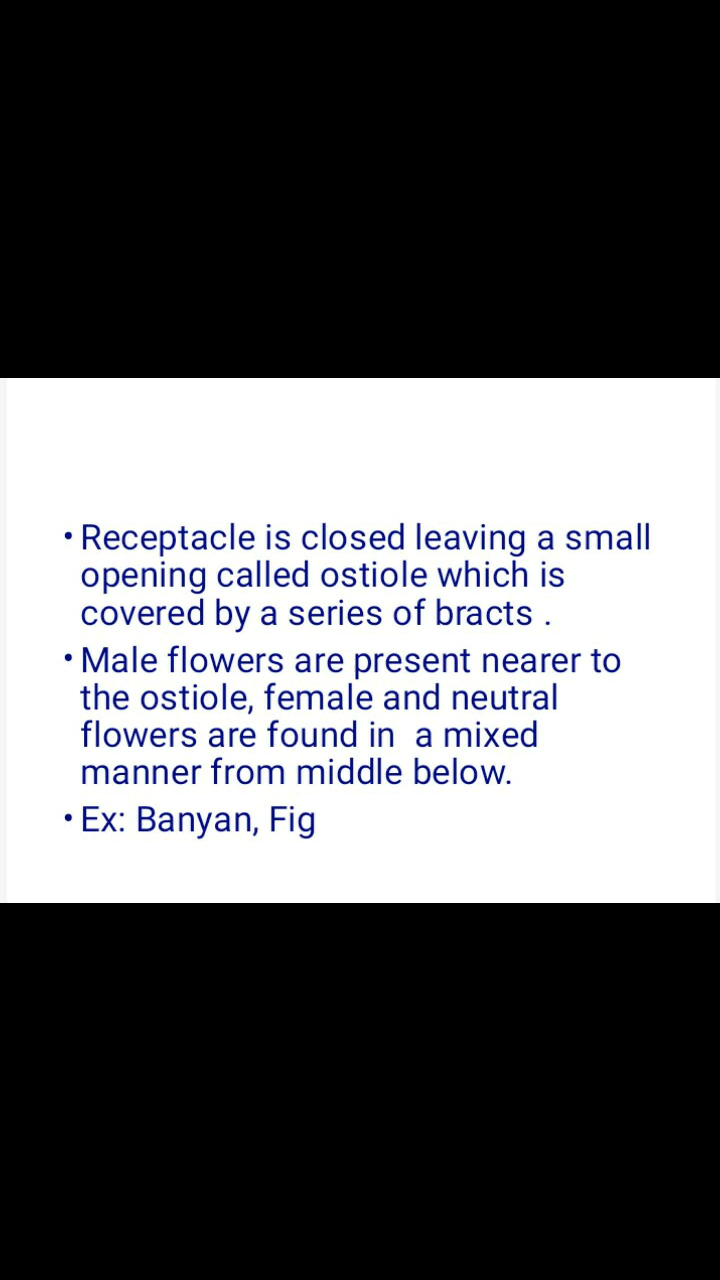 • Receptacle is closed leaving a small
opening called ostiole which is
covered by a series of bracts .
• Male flowers are present nearer to
the ostiole, female and neutral
flowers are found in  a mixed
manner from middle below.
• Ex: Banyan, Fig